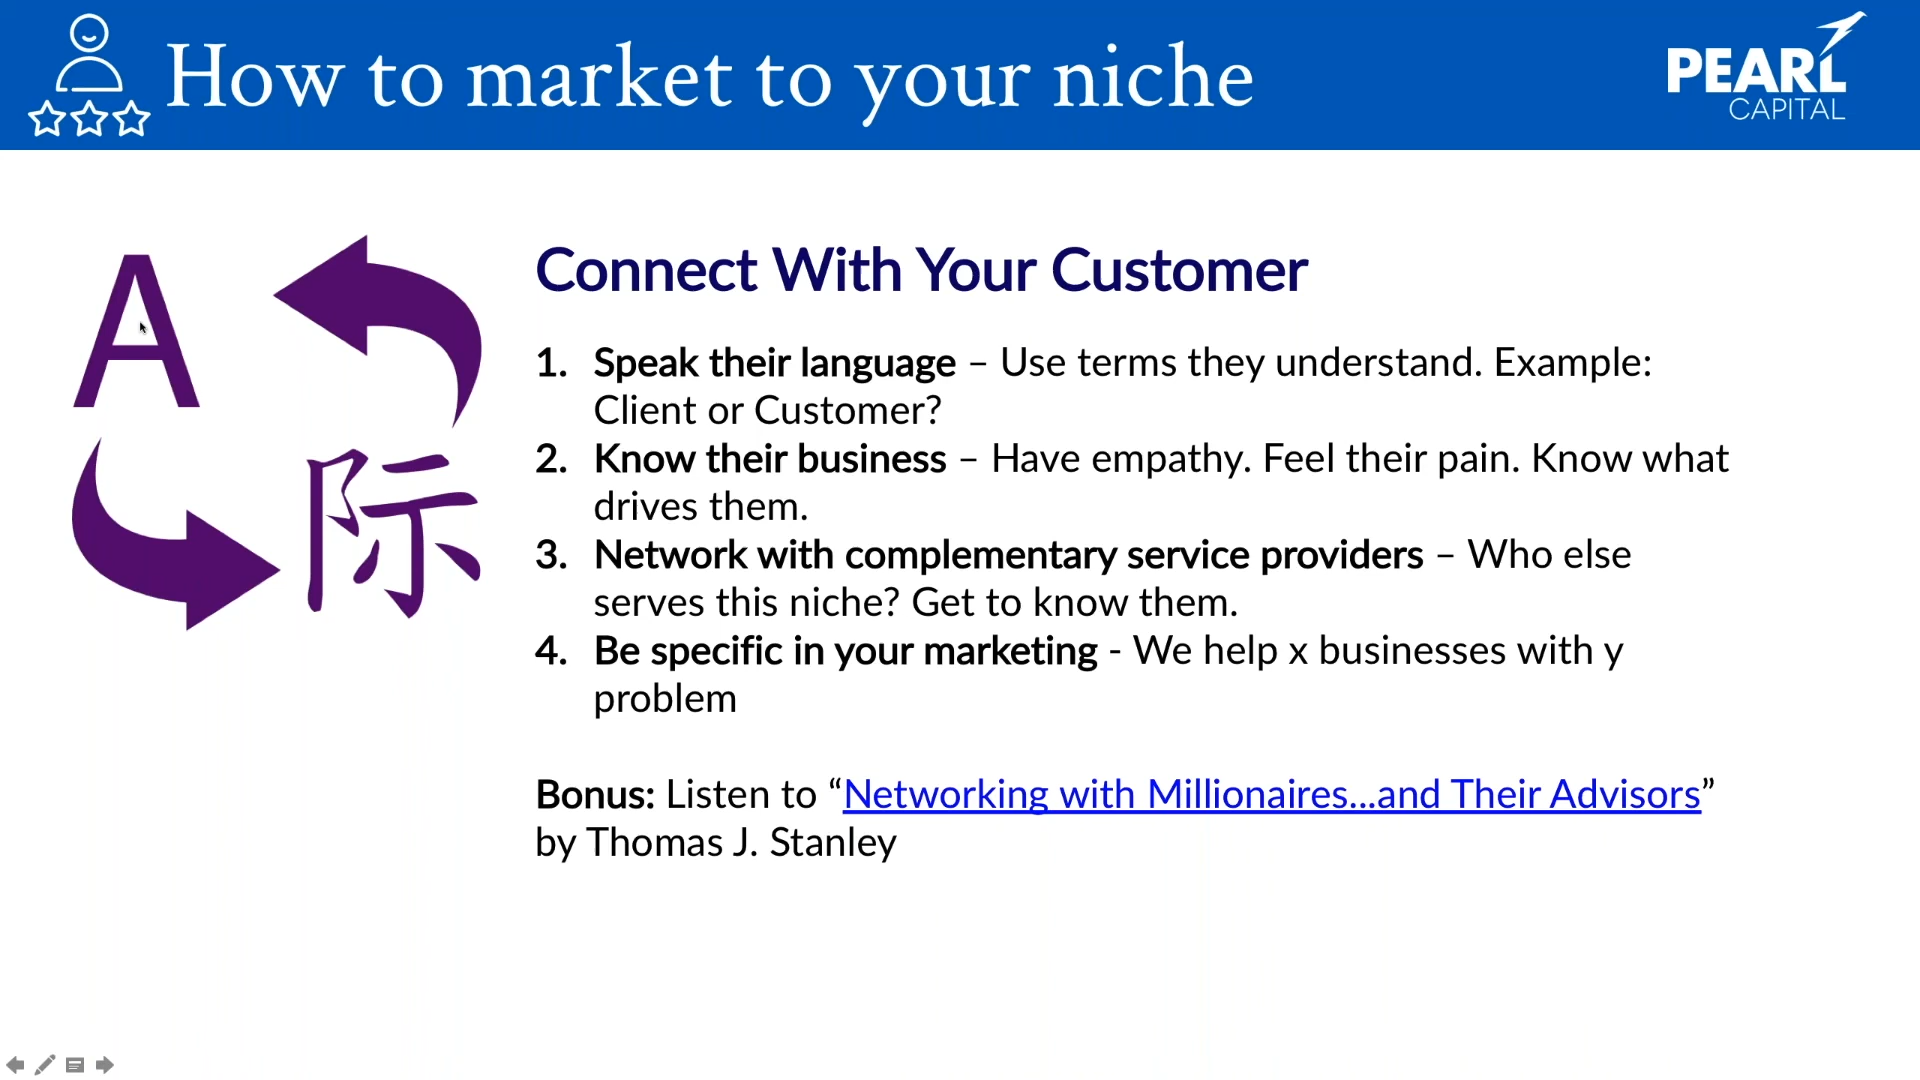 How to market to your niche
PEARL
CAPITAL
A
际
Connect With Your Customer
1. Speak their language – Use terms they understand. Example:
Client or Customer?
2. Know their business – Have empathy. Feel their pain. Know what
drives them.
3. Network with complementary service providers – Who else
serves this niche? Get to know them.
4. Be specific in your marketing - We help x businesses with y
problem
Bonus: Listen to “Networking with Millionaires...and Their Advisors”
by Thomas J. Stanley